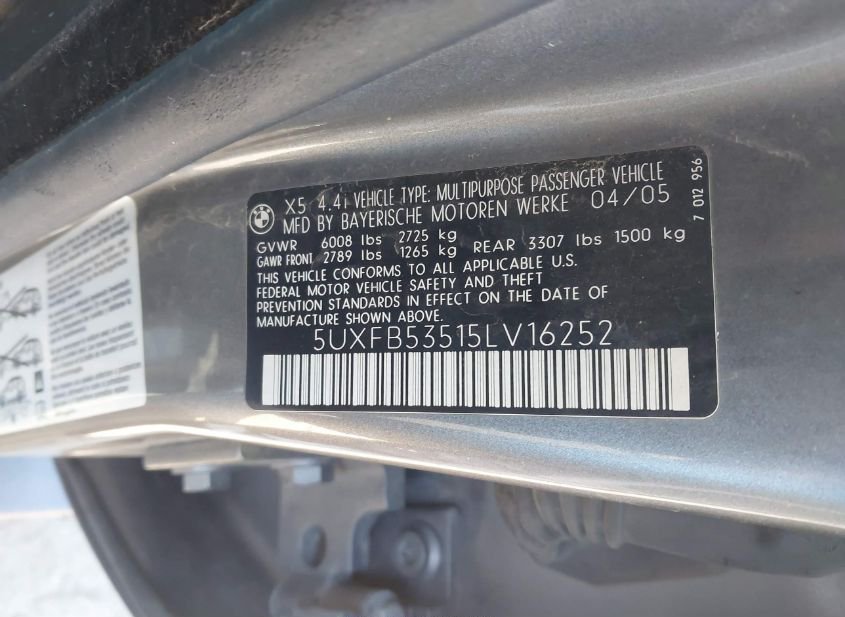 X5 4.4i VEHICLE TYPE: MULTIPURPOSE PASSENGER VEHICLE
MFD BY BAYERISCHE MOTOREN WERKE 04/05
GVWR 6008 lbs 2725 kg
GAWR FRONT 2789 lbs 1265 kg REAR 3307 lbs 1500 kg
THIS VEHICLE CONFORMS TO ALL APPLICABLE U.S.
FEDERAL MOTOR VEHICLE SAFETY AND THEFT
PREVENTION STANDARDS IN EFFECT ON THE DATE OF
MANUFACTURE SHOWN ABOVE.
5UXFB53515LV16252
7 012 956